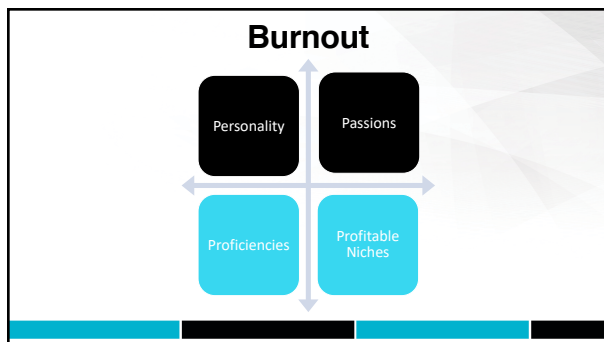 Burnout
Personality
Passions
Proficiencies
Profitable
Niches